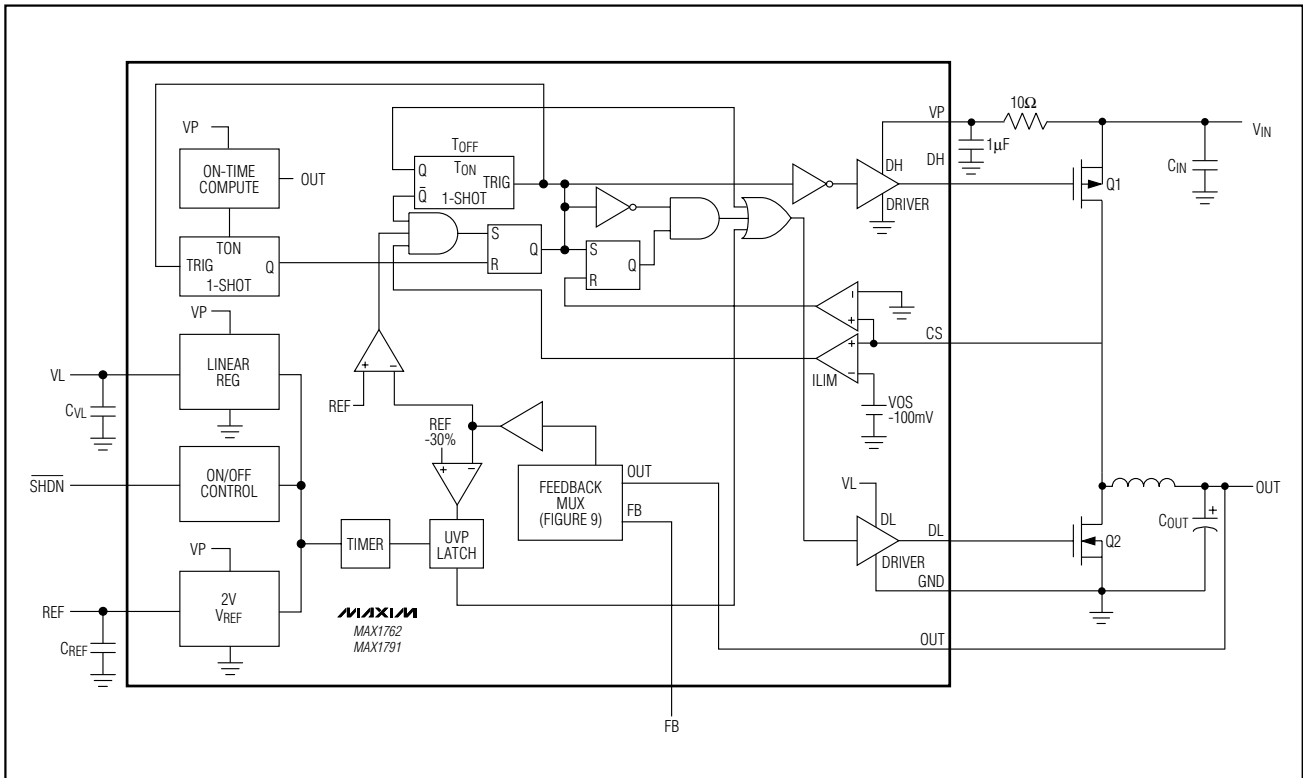 VP
ON-TIME
COMPUTE
OUT
TON
TRIG
Q
1-SHOT
TOFF
TON
Q
TRIG
Q̄
1-SHOT
S
Q
R
S
Q
R
VP
10Ω
VIN
1µF
DH
DH
DRIVER
CIN
Q1
VP
LINEAR
REG
VL
CVL
+
-
REF
REF
-30%
+
-
-
+
CS
+
-
ILIM
VOS
-100mV
SHDN
ON/OFF
CONTROL
TIMER
UVP
LATCH
FEEDBACK
MUX
(FIGURE 9)
OUT
FB
VL
DL
DL
DRIVER
GND
Q2
OUT
COUT
+
VP
2V
VREF
REF
CREF
MAXIM
MAX1762
MAX1791
OUT
FB